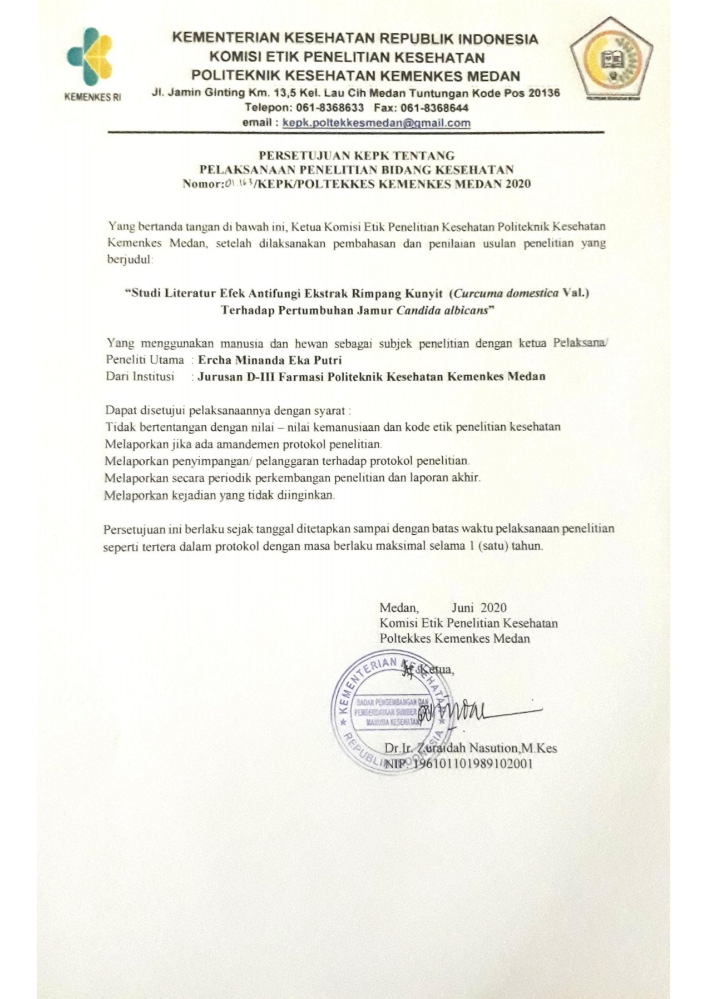 KEMENKES RI
KEMENTERIAN KESEHATAN REPUBLIK INDONESIA
KOMISI ETIK PENELITIAN KESEHATAN
POLITEKNIK KESEHATAN KEMENKES MEDAN
Jl. Jamin Ginting Km. 13,5 Kel. Lau Cih Medan Tuntungan Kode Pos 20136
Telepon: 061-8368633 Fax: 061-8368644
email : kepk.poltekkesmedan@gmail.com
POLITEKNIK KESEHATAN MEDAN
PERSETUJUAN KEPK TENTANG
PELAKSANAAN PENELITIAN BIDANG KESEHATAN
Nomor:01.163/KEPK/POLTEKKES KEMENKES MEDAN 2020
Yang bertanda tangan di bawah ini, Ketua Komisi Etik Penelitian Kesehatan Politeknik Kesehatan
Kemenkes Medan, setelah dilaksanakan pembahasan dan penilaian usulan penelitian yang
berjudul:
“Studi Literatur Efek Antifungi Ekstrak Rimpang Kunyit (Curcuma domestica Val.)
Terhadap Pertumbuhan Jamur Candida albicans”
Yang menggunakan manusia dan hewan sebagai subjek penelitian dengan ketua Pelaksana/
Peneliti Utama : Ercha Minanda Eka Putri
Dari Institusi : Jurusan D-III Farmasi Politeknik Kesehatan Kemenkes Medan
Dapat disetujui pelaksanaannya dengan syarat :
Tidak bertentangan dengan nilai – nilai kemanusiaan dan kode etik penelitian kesehatan
Melaporkan jika ada amandemen protokol penelitian.
Melaporkan penyimpangan/ pelanggaran terhadap protokol penelitian.
Melaporkan secara periodik perkembangan penelitian dan laporan akhir.
Melaporkan kejadian yang tidak diinginkan.
Persetujuan ini berlaku sejak tanggal ditetapkan sampai dengan batas waktu pelaksanaan penelitian
seperti tertera dalam protokol dengan masa berlaku maksimal selama 1 (satu) tahun.
Medan, Juni 2020
Komisi Etik Penelitian Kesehatan
Poltekkes Kemenkes Medan
Ketua,
KEMENTERIAN KESEHATAN
BADAN PENGEMBANGAN DAN
PEMBERDAYAAN SUMBER DAYA
MANUSIA KESEHATAN
REPUBLIK INDONESIA
Dr.Ir. Zuraidah Nasution,M.Kes
NIP. 196101101989102001